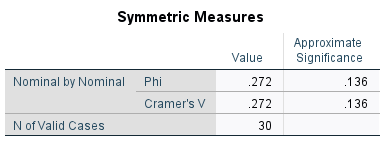 Symmetric Measures
Value Approximate Significance
Nominal by Nominal Phi .272 .136
Cramer's V .272 .136
N of Valid Cases 30